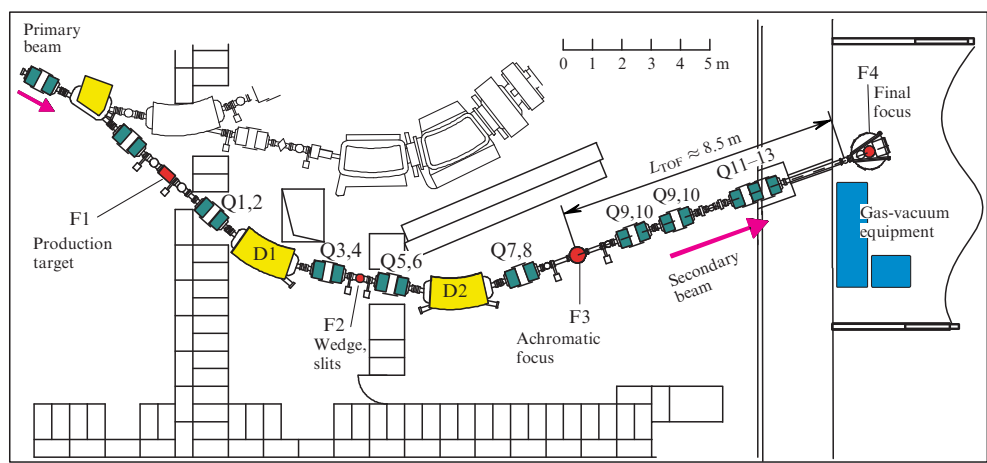 Primary
beam
0 1 2 3 4 5 m
F4
Final
focus
L_TOF ≈ 8.5 m
Q11–13
F1
Production
target
Q1,2
D1
Q3,4
Q5,6
Q7,8
Q9,10
Q9,10
D2
F2
Wedge,
slits
F3
Achromatic
focus
Secondary
beam
Gas-vacuum
equipment